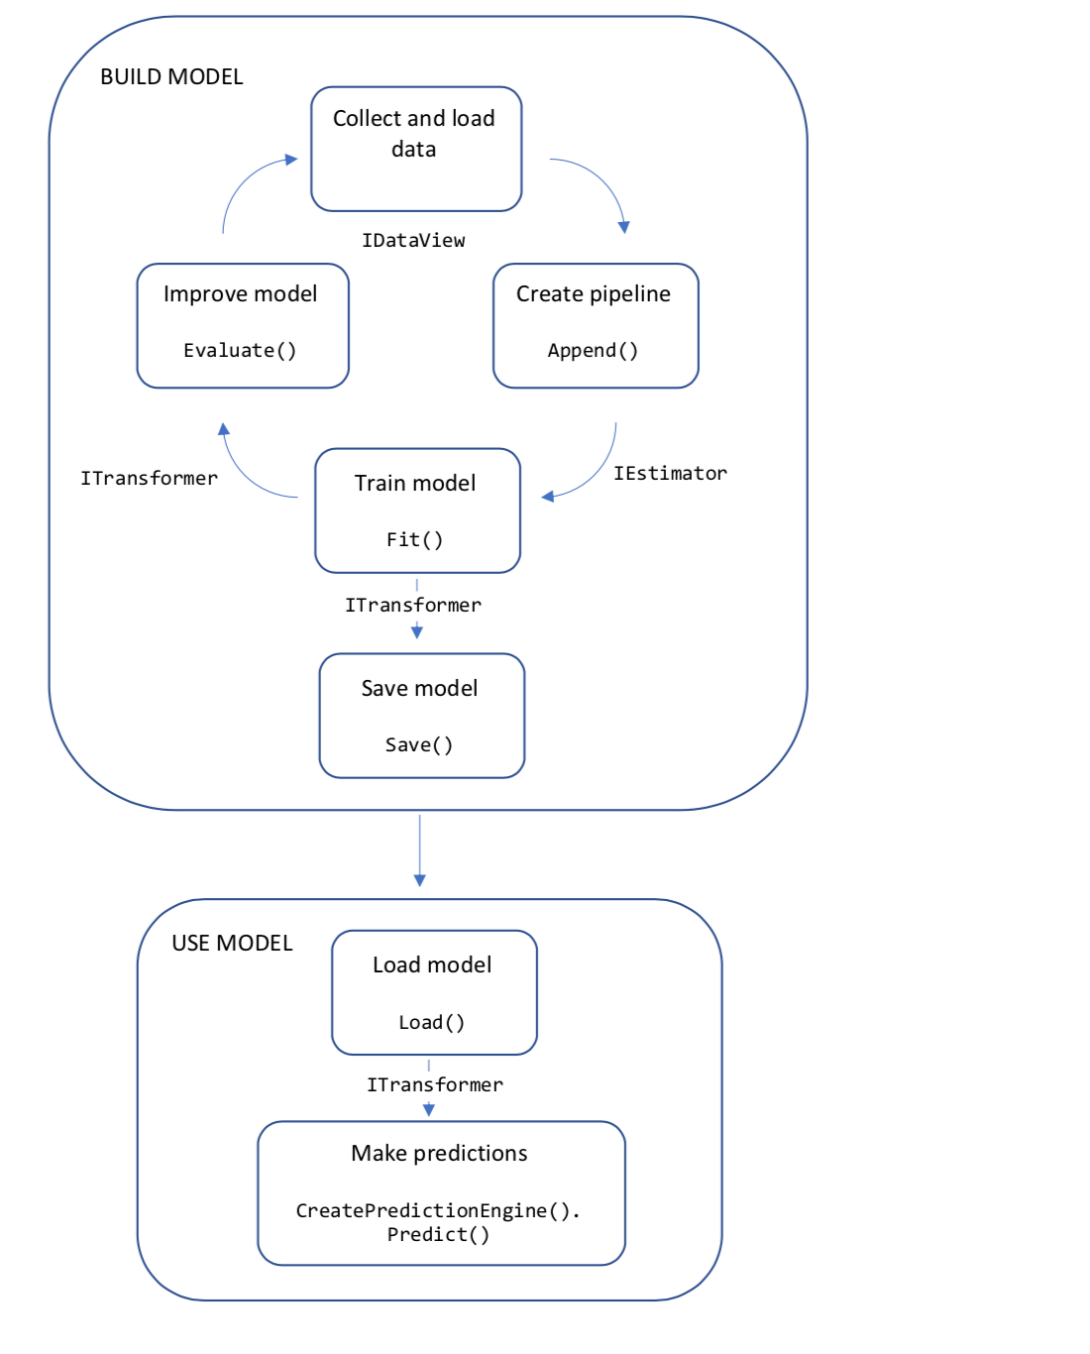 BUILD MODEL
Collect and load
data
IDataView
Improve model
Evaluate()
Create pipeline
Append()
ITransformer
IEstimator
Train model
Fit()
ITransformer
Save model
Save()
USE MODEL
Load model
Load()
ITransformer
Make predictions
CreatePredictionEngine().
Predict()